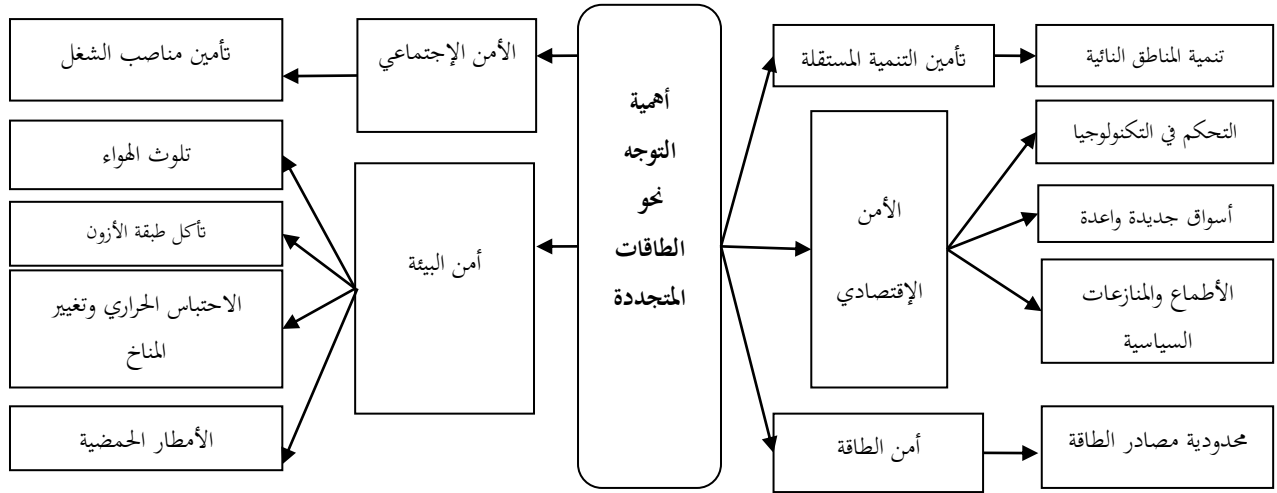 تنمية المناطق النائية
تأمين التنمية المستقلة
الأمن الإجتماعي
تأمين مناصب الشغل
أهمية
التوجه
نحو
الطاقات
المتجددة
التحكم في التكنولوجيا
أسواق جديدة واعدة
الأطماع والمنازعات
السياسية
الأمن
الإقتصادي
محدودية مصادر الطاقة
أمن الطاقة
أمن البيئة
تلوث الهواء
تأكل طبقة الأزون
الاحتباس الحراري وتغيير
المناخ
الأمطار الحمضية